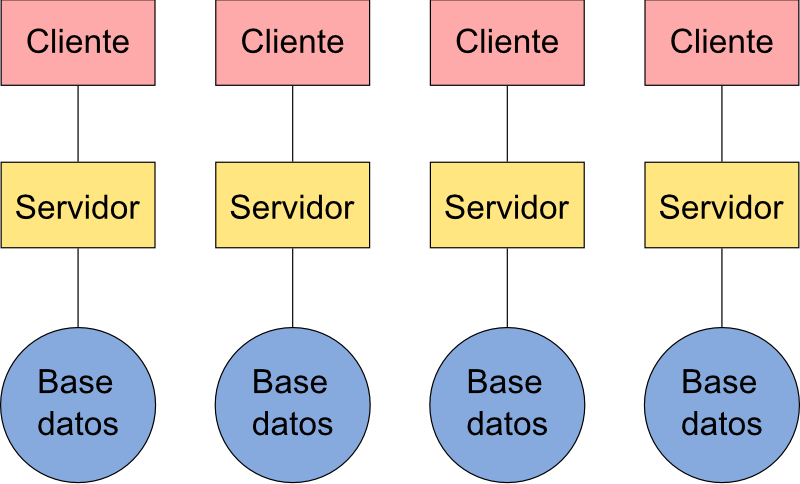 Cliente
Cliente
Cliente
Cliente
Servidor
Servidor
Servidor
Servidor
Base
datos
Base
datos
Base
datos
Base
datos